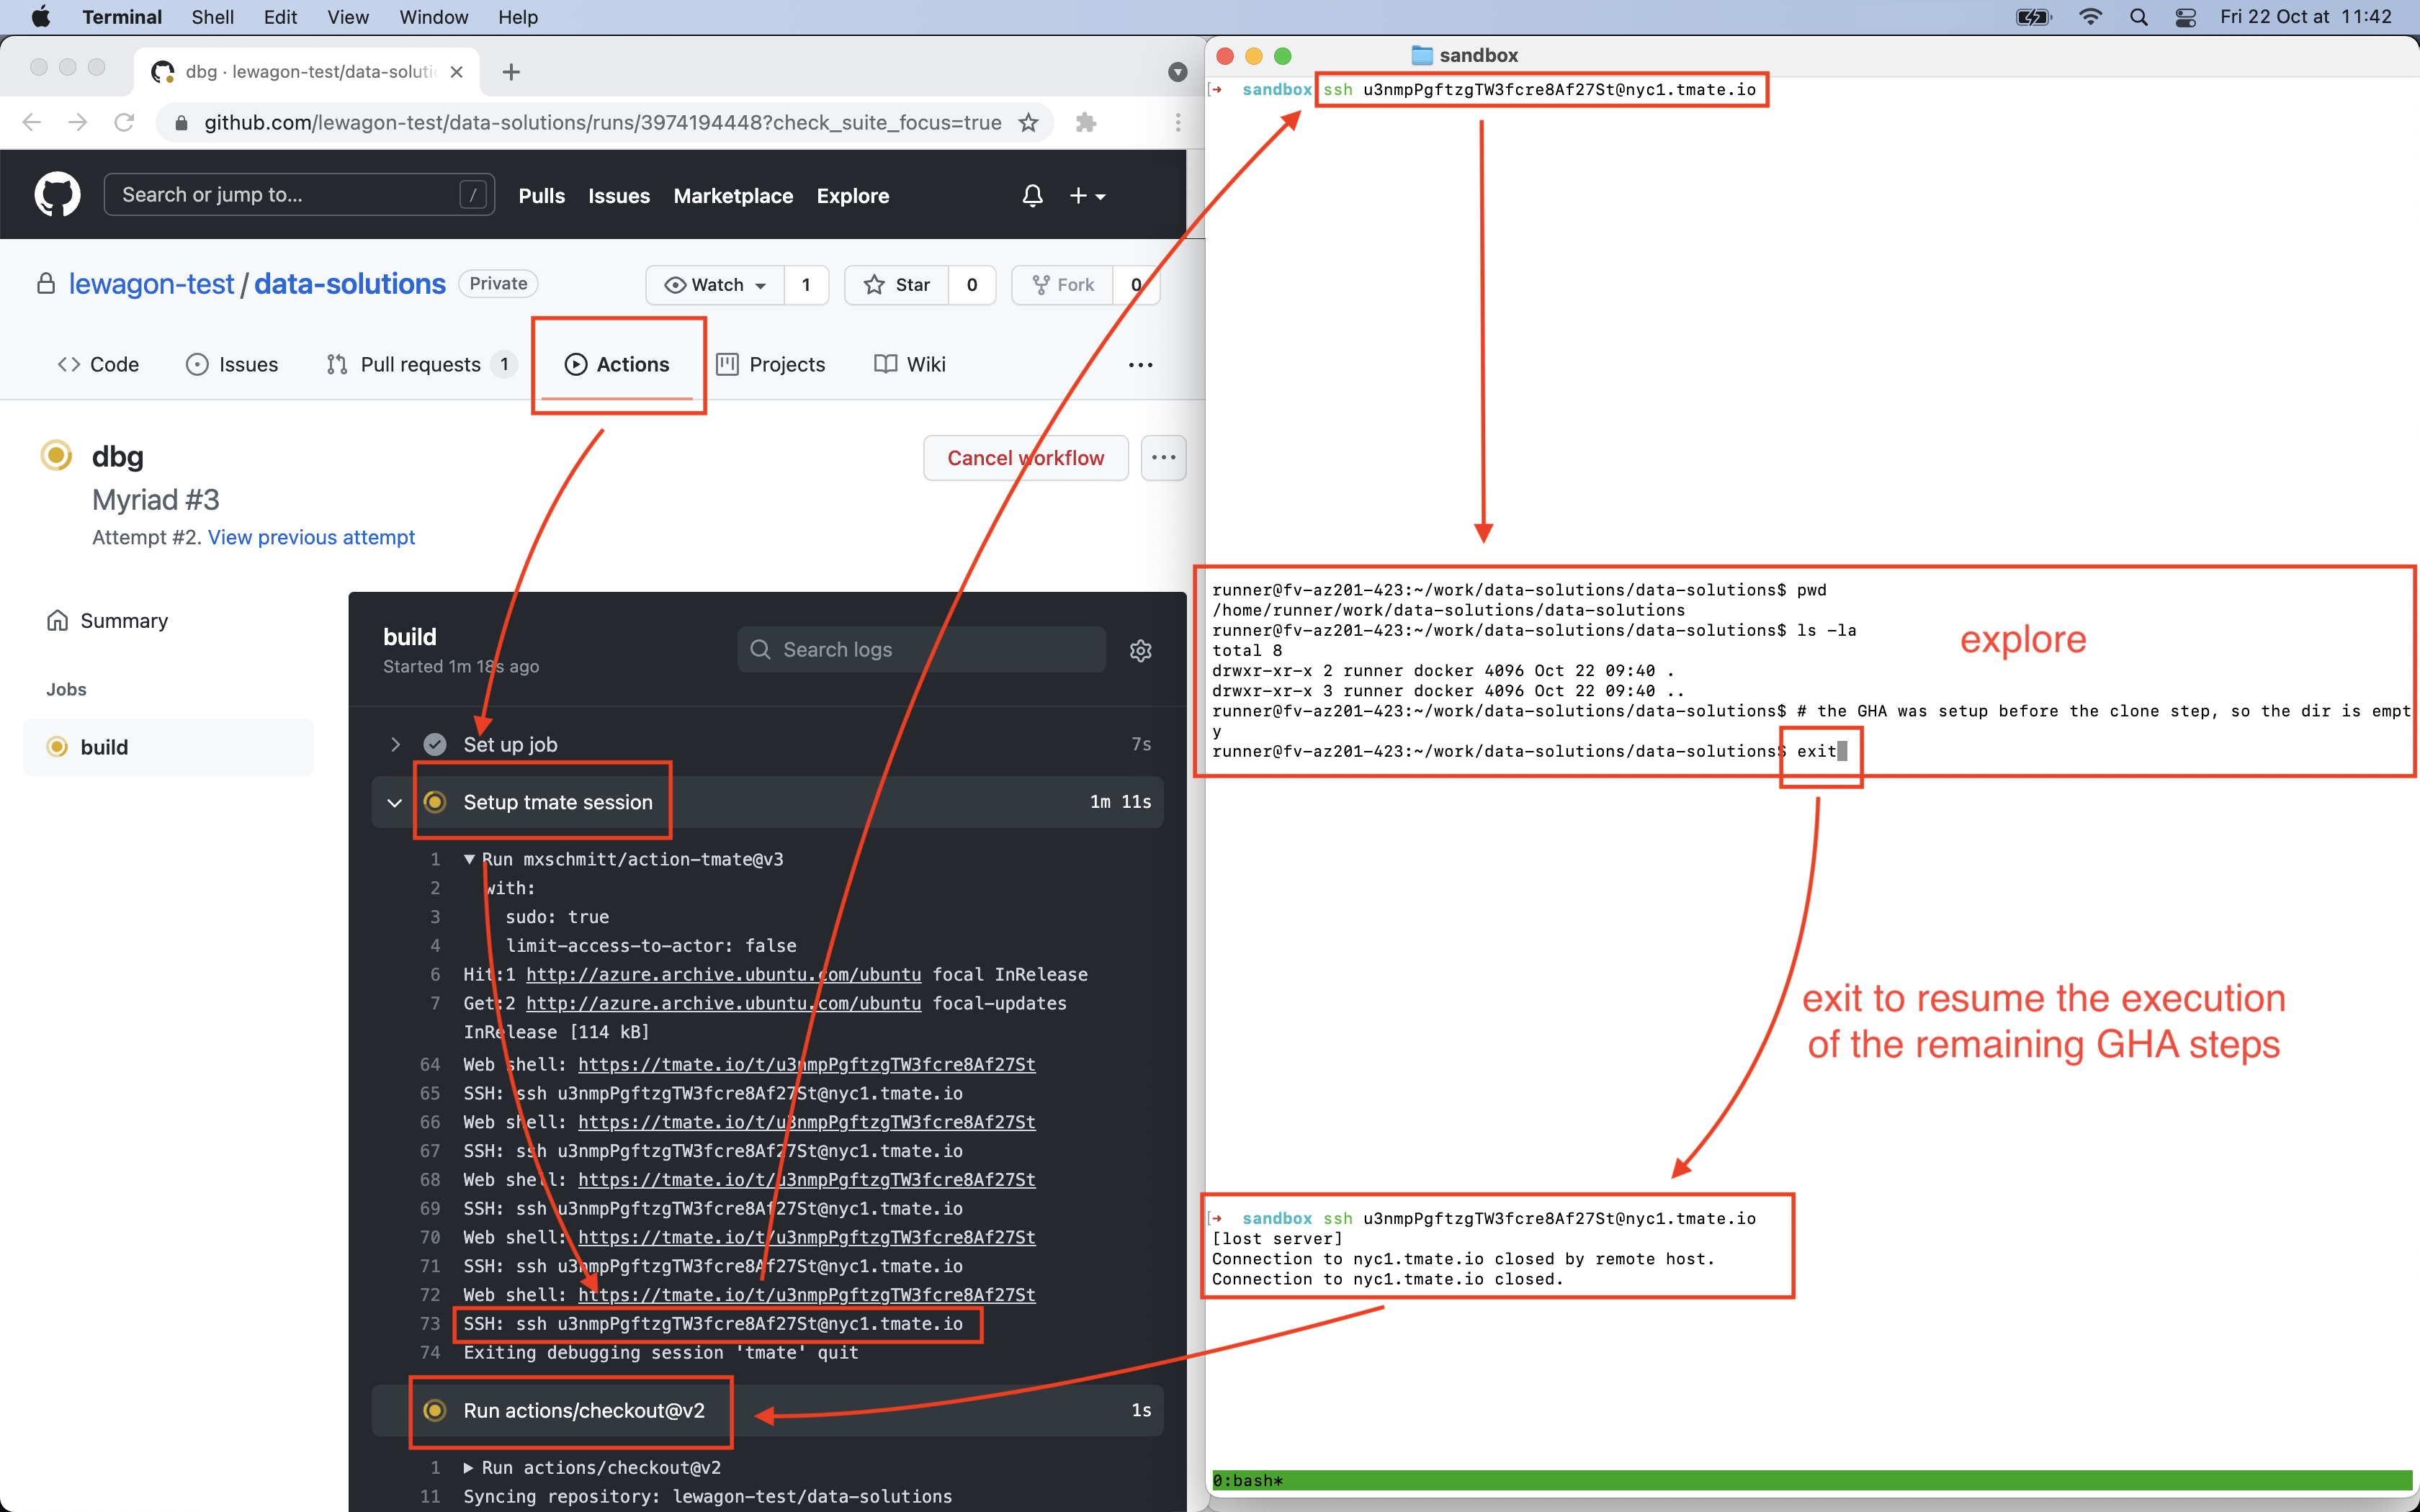 Terminal Shell Edit View Window Help
Fri 22 Oct at 11:42
dbg · lewagon-test/data-soluti
github.com/lewagon-test/data-solutions/runs/3974194448?check_suite_focus=true
Search or jump to... /
Pulls Issues Marketplace Explore
lewagon-test / data-solutions Private
Watch 1 Star 0 Fork 0
Code Issues Pull requests 1 Actions Projects Wiki
dbg
Myriad #3
Attempt #2. View previous attempt
Cancel workflow
Summary
Jobs
build
build
Started 1m 18s ago
Search logs
Set up job 7s
Setup tmate session 1m 11s
1 ▼ Run mxschmitt/action-tmate@v3
2 with:
3 sudo: true
4 limit-access-to-actor: false
6 Hit:1 http://azure.archive.ubuntu.com/ubuntu focal InRelease
7 Get:2 http://azure.archive.ubuntu.com/ubuntu focal-updates
InRelease [114 kB]
64 Web shell: https://tmate.io/t/u3nmpPgftzgTW3fcre8Af27St
65 SSH: ssh u3nmpPgftzgTW3fcre8Af27St@nyc1.tmate.io
66 Web shell: https://tmate.io/t/u3nmpPgftzgTW3fcre8Af27St
67 SSH: ssh u3nmpPgftzgTW3fcre8Af27St@nyc1.tmate.io
68 Web shell: https://tmate.io/t/u3nmpPgftzgTW3fcre8Af27St
69 SSH: ssh u3nmpPgftzgTW3fcre8Af27St@nyc1.tmate.io
70 Web shell: https://tmate.io/t/u3nmpPgftzgTW3fcre8Af27St
71 SSH: ssh u3nmpPgftzgTW3fcre8Af27St@nyc1.tmate.io
72 Web shell: https://tmate.io/t/u3nmpPgftzgTW3fcre8Af27St
73 SSH: ssh u3nmpPgftzgTW3fcre8Af27St@nyc1.tmate.io
74 Exiting debugging session 'tmate' quit
Run actions/checkout@v2 1s
1 ▶ Run actions/checkout@v2
11 Syncing repository: lewagon-test/data-solutions
sandbox
[➜ sandbox ssh u3nmpPgftzgTW3fcre8Af27St@nyc1.tmate.io
runner@fv-az201-423:~/work/data-solutions/data-solutions$ pwd
/home/runner/work/data-solutions/data-solutions
runner@fv-az201-423:~/work/data-solutions/data-solutions$ ls -la
total 8
drwxr-xr-x 2 runner docker 4096 Oct 22 09:40 .
drwxr-xr-x 3 runner docker 4096 Oct 22 09:40 ..
runner@fv-az201-423:~/work/data-solutions/data-solutions$ # the GHA was setup before the clone step, so the dir is empt
y
runner@fv-az201-423:~/work/data-solutions/data-solutions$ exit
explore
exit to resume the execution
of the remaining GHA steps
[➜ sandbox ssh u3nmpPgftzgTW3fcre8Af27St@nyc1.tmate.io
[lost server]
Connection to nyc1.tmate.io closed by remote host.
Connection to nyc1.tmate.io closed.
0:bash*